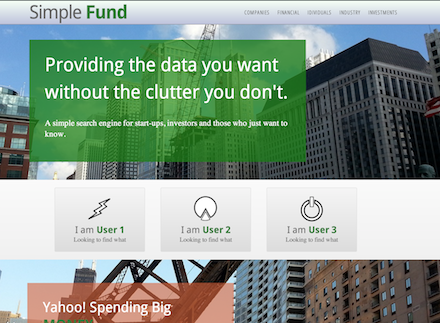 Simple Fund
COMPANIES FINANCIAL IDIVIDUALS INDUSTRY INVESTMENTS
Providing the data you want
without the clutter you don't.
A simple search engine for start-ups, investors and those who just want to
know.
I am User 1
Looking to find what
I am User 2
Looking to find what
I am User 3
Looking to find what
Yahoo! Spending Big